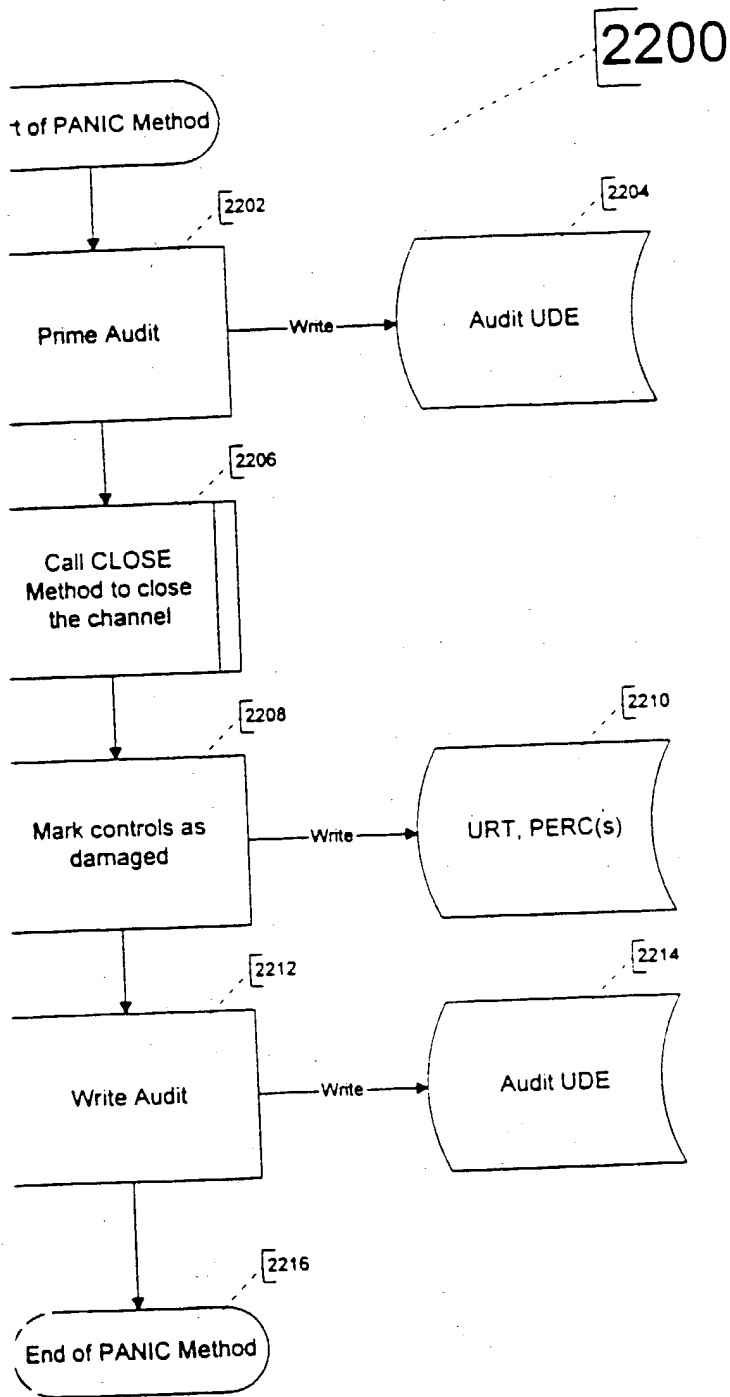 2200
of PANIC Method
2202
2204
Prime Audit
Write
Audit UDE
2206
Call CLOSE
Method to close
the channel
2208
2210
Mark controls as
damaged
Write
URT, PERC(s)
2212
2214
Write Audit
Write
Audit UDE
2216
End of PANIC Method